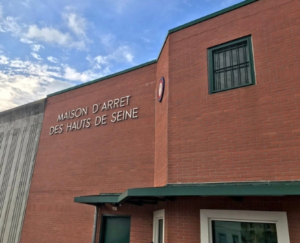 MAISON D'ARRET
DES HAUTS DE SEINE